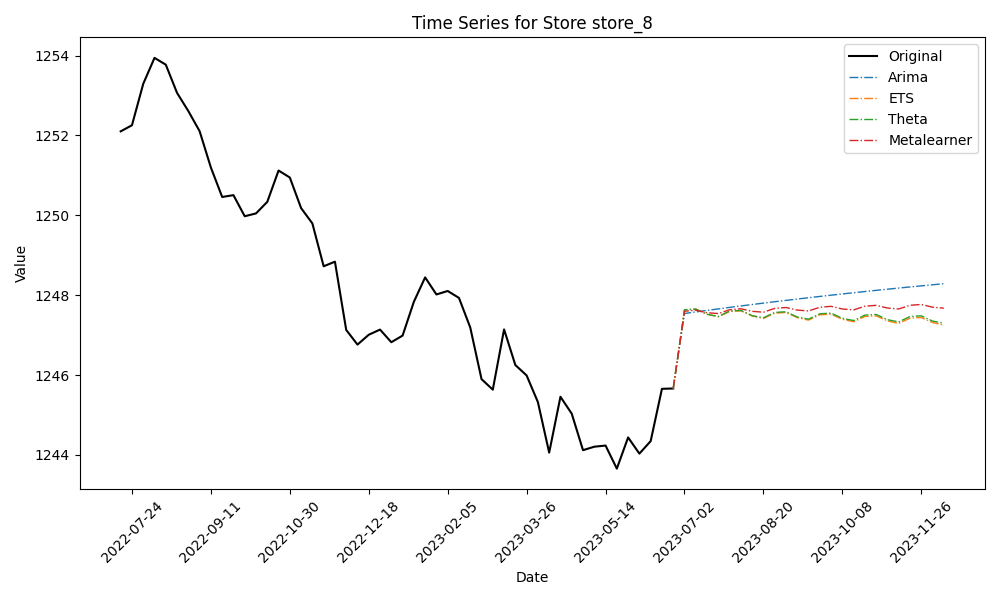 Time Series for Store store_8
Original
Arima
ETS
Theta
Metalearner
Value
1254
1252
1250
1248
1246
1244
2022-07-24
2022-09-11
2022-10-30
2022-12-18
2023-02-05
2023-03-26
2023-05-14
2023-07-02
2023-08-20
2023-10-08
2023-11-26
Date